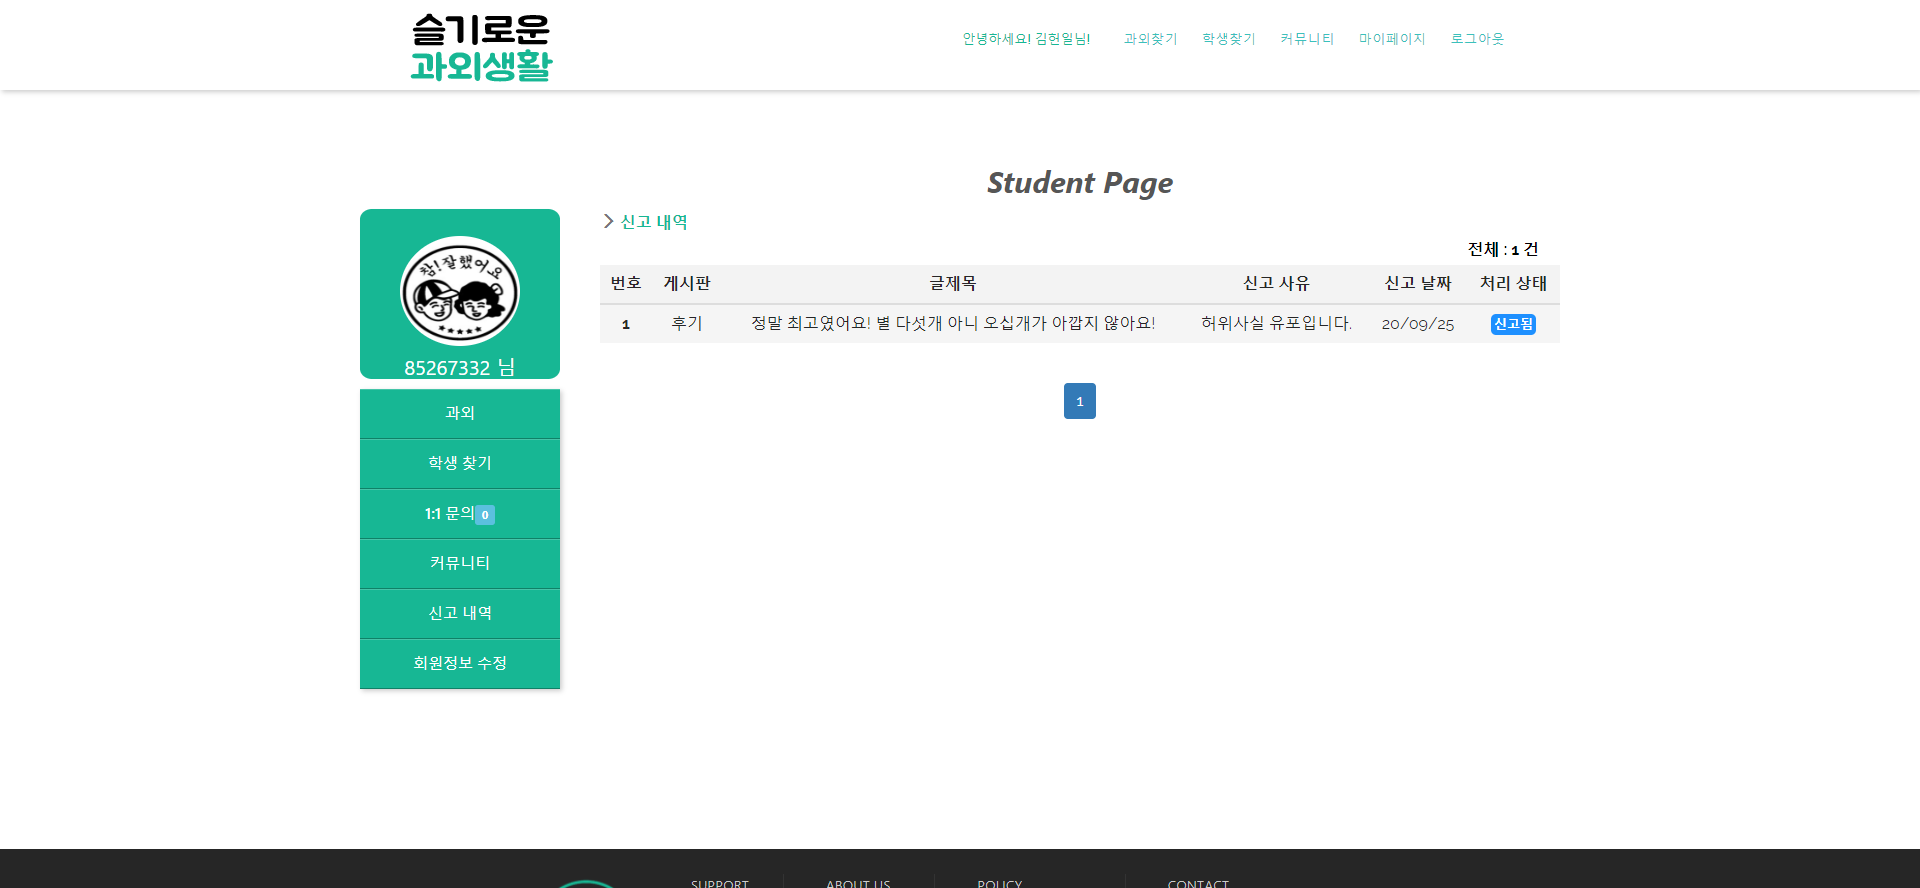 슬기로운
과외생활
안녕하세요! 김헌일님! 과외찾기 학생찾기 커뮤니티 마이페이지 로그아웃
Student Page
참! 잘했어요
85267332 님
과외
학생 찾기
1:1 문의 0
커뮤니티
신고 내역
회원정보 수정
> 신고 내역
전체 : 1 건
번호 게시판 글제목 신고 사유 신고 날짜 처리 상태
1 후기 정말 최고였어요! 별 다섯개 아니 오십개가 아깝지 않아요! 허위사실 유포입니다. 20/09/25 신고됨
1
SUPPORT ABOUT US POLICY CONTACT